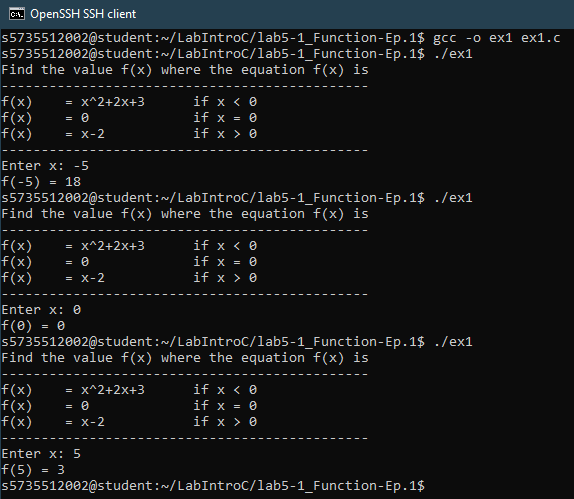 OpenSSH SSH client
s5735512002@student:~/LabIntroC/lab5-1_Function-Ep.1$ gcc -o ex1 ex1.c
s5735512002@student:~/LabIntroC/lab5-1_Function-Ep.1$ ./ex1
Find the value f(x) where the equation f(x) is
----------------------------------------------
f(x)    = x^2+2x+3      if x < 0
f(x)    = 0             if x = 0
f(x)    = x-2           if x > 0
----------------------------------------------
Enter x: -5
f(-5) = 18
s5735512002@student:~/LabIntroC/lab5-1_Function-Ep.1$ ./ex1
Find the value f(x) where the equation f(x) is
----------------------------------------------
f(x)    = x^2+2x+3      if x < 0
f(x)    = 0             if x = 0
f(x)    = x-2           if x > 0
----------------------------------------------
Enter x: 0
f(0) = 0
s5735512002@student:~/LabIntroC/lab5-1_Function-Ep.1$ ./ex1
Find the value f(x) where the equation f(x) is
----------------------------------------------
f(x)    = x^2+2x+3      if x < 0
f(x)    = 0             if x = 0
f(x)    = x-2           if x > 0
----------------------------------------------
Enter x: 5
f(5) = 3
s5735512002@student:~/LabIntroC/lab5-1_Function-Ep.1$